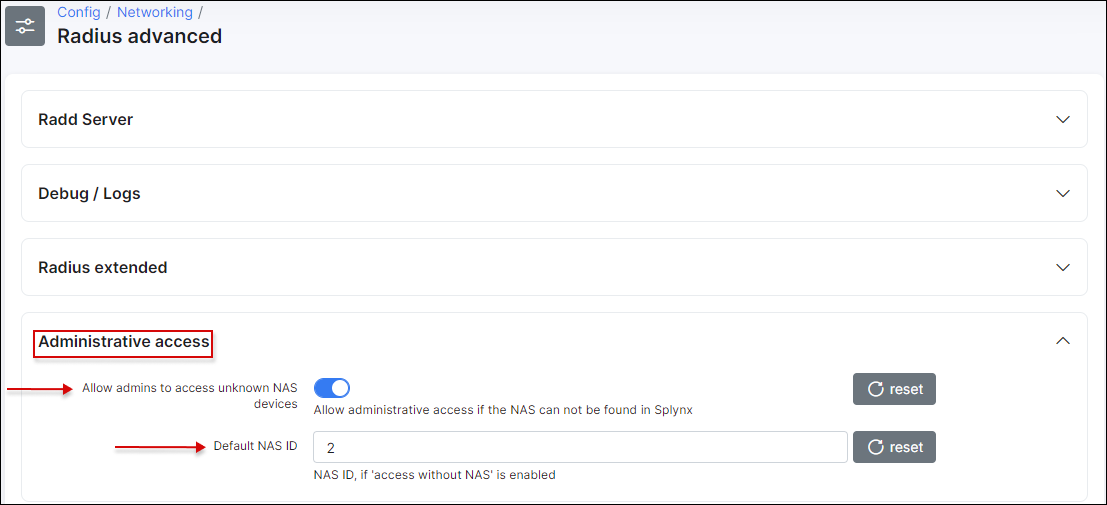 Config / Networking /
Radius advanced
Radd Server
Debug / Logs
Radius extended
Administrative access
Allow admins to access unknown NAS
devices
reset
Allow administrative access if the NAS can not be found in Splynx
Default NAS ID
2
reset
NAS ID, if 'access without NAS' is enabled